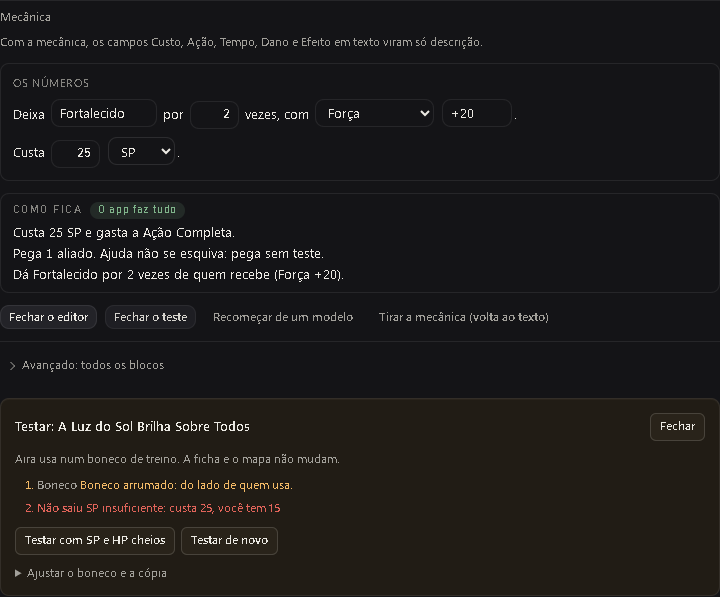 Mecânica
Com a mecânica, os campos Custo, Ação, Tempo, Dano e Efeito em texto viram só descrição.
OS NÚMEROS
Deixa Fortalecido por 2 vezes, com Força +20 .
Custa 25 SP .
COMO FICA O app faz tudo
Custa 25 SP e gasta a Ação Completa.
Pega 1 aliado. Ajuda não se esquiva: pega sem teste.
Dá Fortalecido por 2 vezes de quem recebe (Força +20).
Fechar o editor Fechar o teste Recomeçar de um modelo Tirar a mecânica (volta ao texto)
Avançado: todos os blocos
Testar: A Luz do Sol Brilha Sobre Todos Fechar
Aira usa num boneco de treino. A ficha e o mapa não mudam.
1. Boneco Boneco arrumado: do lado de quem usa.
2. Não saiu SP insuficiente: custa 25, você tem 15
Testar com SP e HP cheios Testar de novo
Ajustar o boneco e a cópia